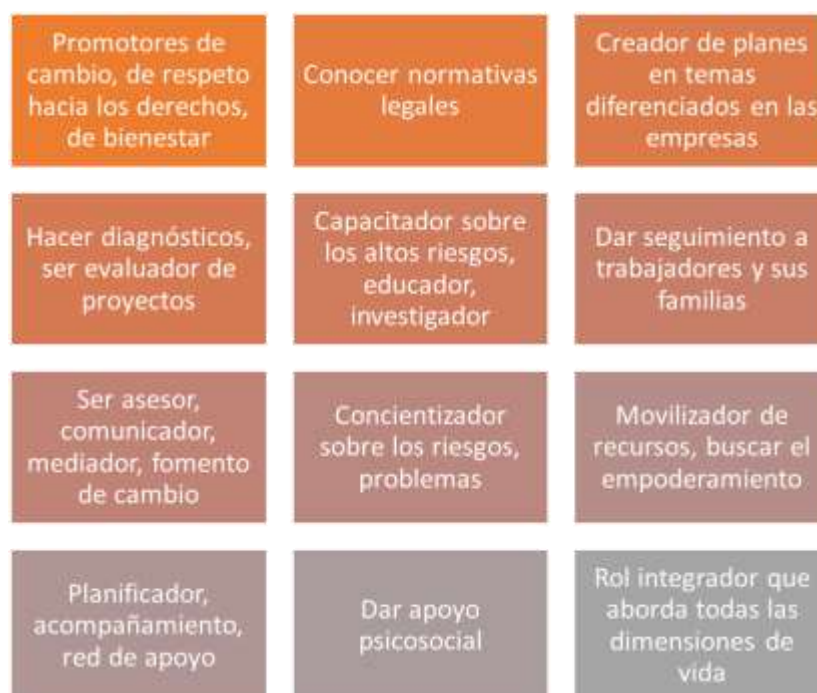 Promotores de
cambio, de respeto
hacia los derechos,
de bienestar
Conocer normativas
legales
Creador de planes
en temas
diferenciados en las
empresas
Hacer diagnósticos,
ser evaluador de
proyectos
Capacitador sobre
los altos riesgos,
educador,
investigador
Dar seguimiento a
trabajadores y sus
familias
Ser asesor,
comunicador,
mediador, fomento
de cambio
Concientizador
sobre los riesgos,
problemas
Movilizador de
recursos, buscar el
empoderamiento
Planificador,
acompañamiento,
red de apoyo
Dar apoyo
psicosocial
Rol integrador que
aborda todas las
dimensiones de
vida